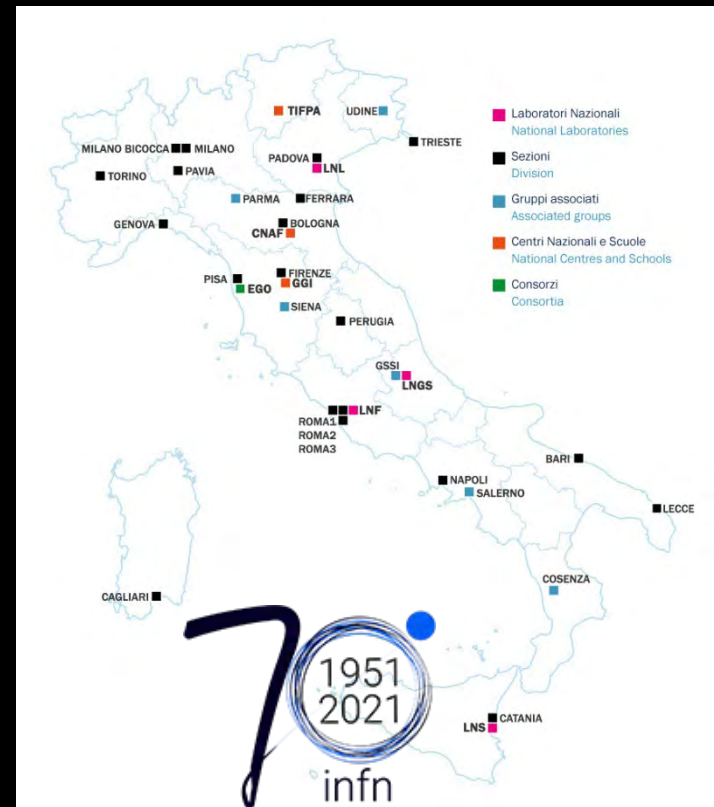 TIFPA
UDINE
TRIESTE
MILANO BICOCCA
MILANO
PADOVA
LNL
TORINO
PAVIA
PARMA
FERRARA
GENOVA
BOLOGNA
CNAF
PISA
EGO
FIRENZE
GGI
SIENA
PERUGIA
GSSI
LNGS
LNF
ROMA1
ROMA2
ROMA3
BARI
NAPOLI
SALERNO
LECCE
COSENZA
CAGLIARI
CATANIA
LNS
Laboratori Nazionali
National Laboratories
Sezioni
Division
Gruppi associati
Associated groups
Centri Nazionali e Scuole
National Centres and Schools
Consorzi
Consortia
70
1951
2021
infn